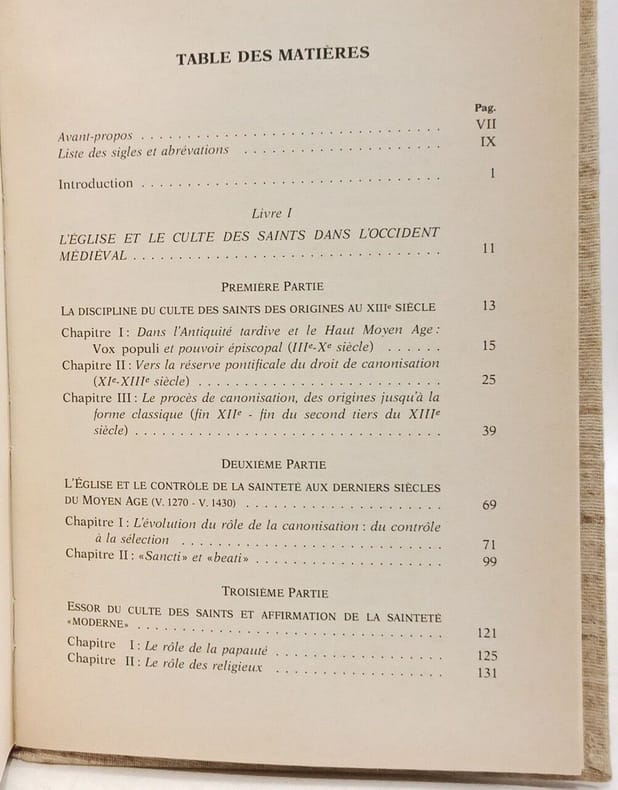 TABLE DES MATIÈRES
Pag.
Avant-propos . . . . . . . . . . . . . . . . . . . . . . . . . . VII
Liste des sigles et abrévations . . . . . . . . . . . . . . . . . IX
Introduction . . . . . . . . . . . . . . . . . . . . . . . . . . 1
Livre I
L'ÉGLISE ET LE CULTE DES SAINTS DANS L'OCCIDENT
MÉDIÉVAL . . . . . . . . . . . . . . . . . . . . . . . . . . . 11
PREMIÈRE PARTIE
LA DISCIPLINE DU CULTE DES SAINTS DES ORIGINES AU XIIIe SIÈCLE 13
Chapitre I : Dans l'Antiquité tardive et le Haut Moyen Age :
Vox populi et pouvoir épiscopal (IIIe-Xe siècle) . . . . . . 15
Chapitre II : Vers la réserve pontificale du droit de canonisation
(XIe-XIIIe siècle) . . . . . . . . . . . . . . . . . . . . . . 25
Chapitre III : Le procès de canonisation, des origines jusqu'à la
forme classique (fin XIIe - fin du second tiers du XIIIe
siècle) . . . . . . . . . . . . . . . . . . . . . . . . . . . 39
DEUXIÈME PARTIE
L'ÉGLISE ET LE CONTRÔLE DE LA SAINTETÉ AUX DERNIERS SIÈCLES
DU MOYEN AGE (V. 1270 - V. 1430) . . . . . . . . . . . . . . . 69
Chapitre I : L'évolution du rôle de la canonisation : du contrôle
à la sélection . . . . . . . . . . . . . . . . . . . . . . . . 71
Chapitre II : «Sancti» et «beati» . . . . . . . . . . . . . . . . 99
TROISIÈME PARTIE
ESSOR DU CULTE DES SAINTS ET AFFIRMATION DE LA SAINTETÉ
«MODERNE» . . . . . . . . . . . . . . . . . . . . . . . . . . 121
Chapitre I : Le rôle de la papauté . . . . . . . . . . . . . . . 125
Chapitre II : Le rôle des religieux . . . . . . . . . . . . . . . 131